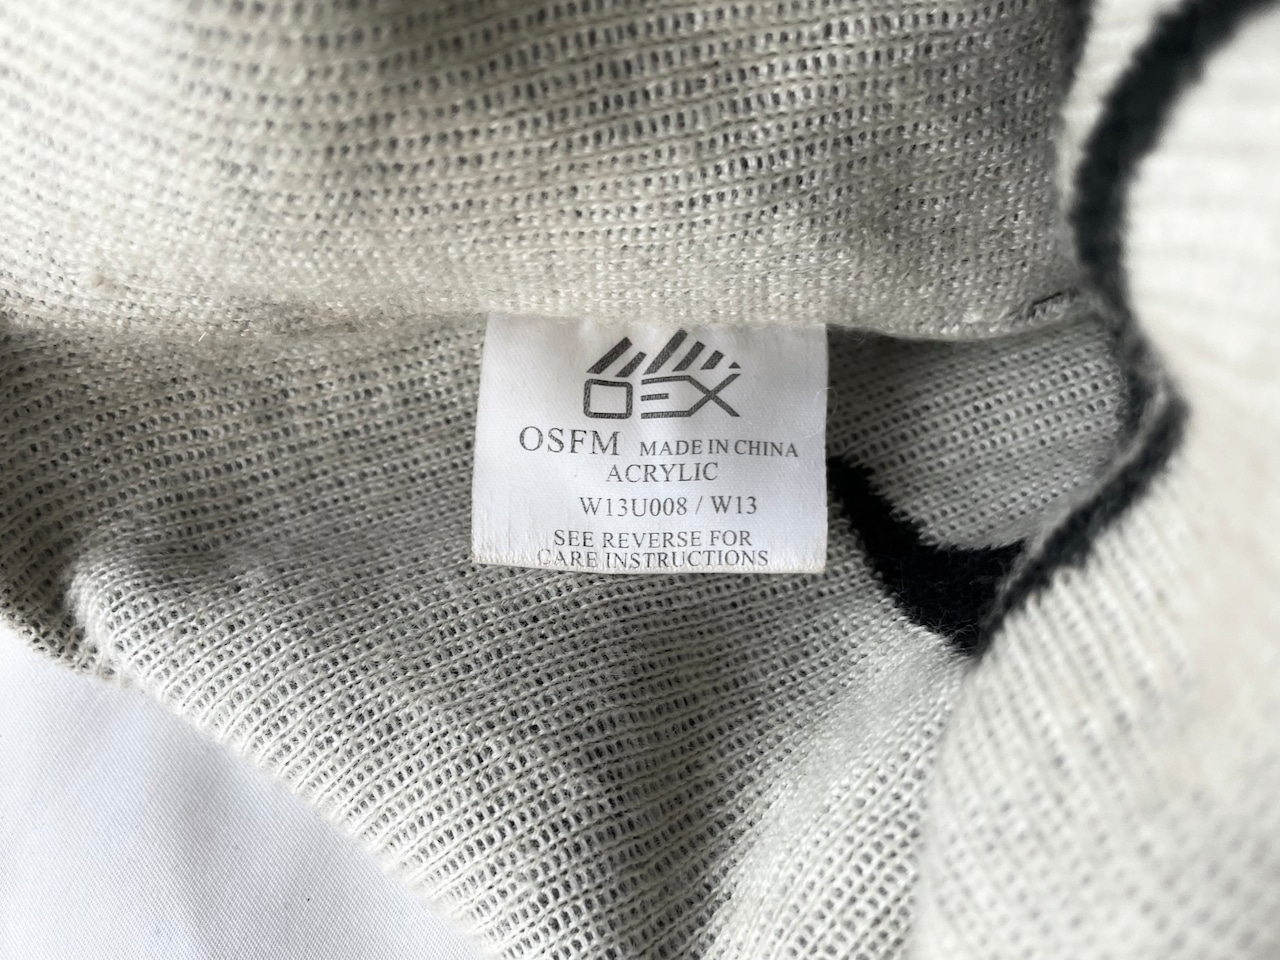 OEX
OSFM MADE IN CHINA
ACRYLIC
W13U008 / W13
SEE REVERSE FOR
CARE INSTRUCTIONS